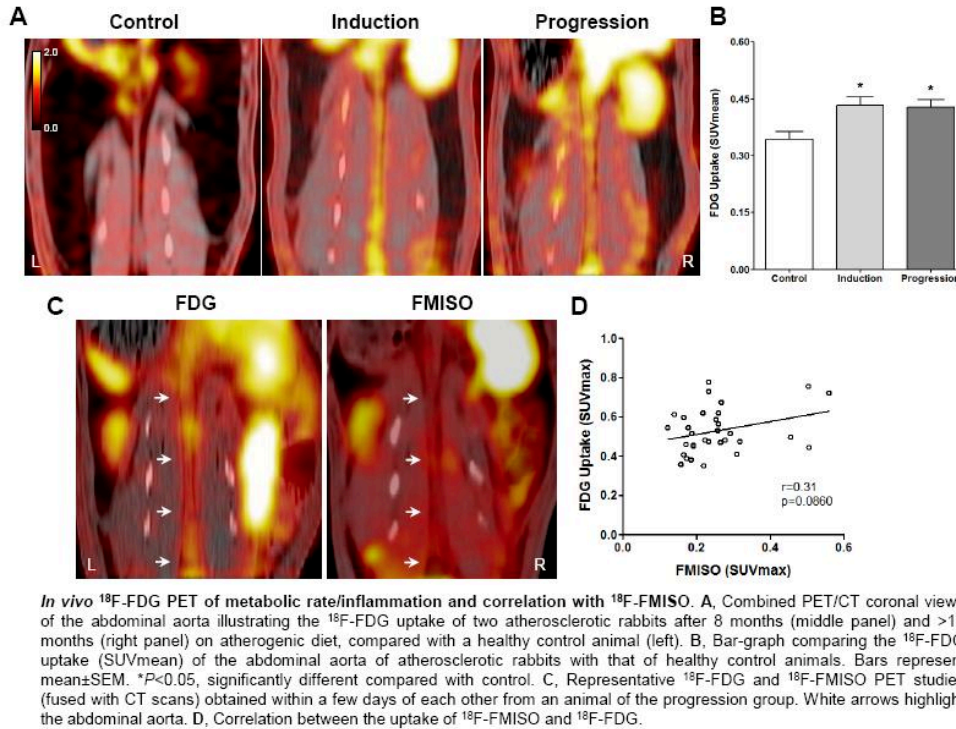 A
Control
Induction
Progression
2.0
0.0
L
R
B
FDG Uptake (SUVmean)
0.60
0.45
0.30
0.15
0.00
*
*
Control
Induction
Progression
C
FDG
FMISO
L
R
D
FDG Uptake (SUVmax)
1.0
0.8
0.6
0.4
0.2
0.0
r=0.31
p=0.0860
0.0
0.2
0.4
0.6
FMISO (SUVmax)
In vivo ¹⁸F-FDG PET of metabolic rate/inflammation and correlation with ¹⁸F-FMISO. A, Combined PET/CT coronal view
of the abdominal aorta illustrating the ¹⁸F-FDG uptake of two atherosclerotic rabbits after 8 months (middle panel) and >1
months (right panel) on atherogenic diet, compared with a healthy control animal (left). B, Bar-graph comparing the ¹⁸F-FDG
uptake (SUVmean) of the abdominal aorta of atherosclerotic rabbits with that of healthy control animals. Bars represen
mean±SEM. *P<0.05, significantly different compared with control. C, Representative ¹⁸F-FDG and ¹⁸F-FMISO PET studie
(fused with CT scans) obtained within a few days of each other from an animal of the progression group. White arrows highligh
the abdominal aorta. D, Correlation between the uptake of ¹⁸F-FMISO and ¹⁸F-FDG.